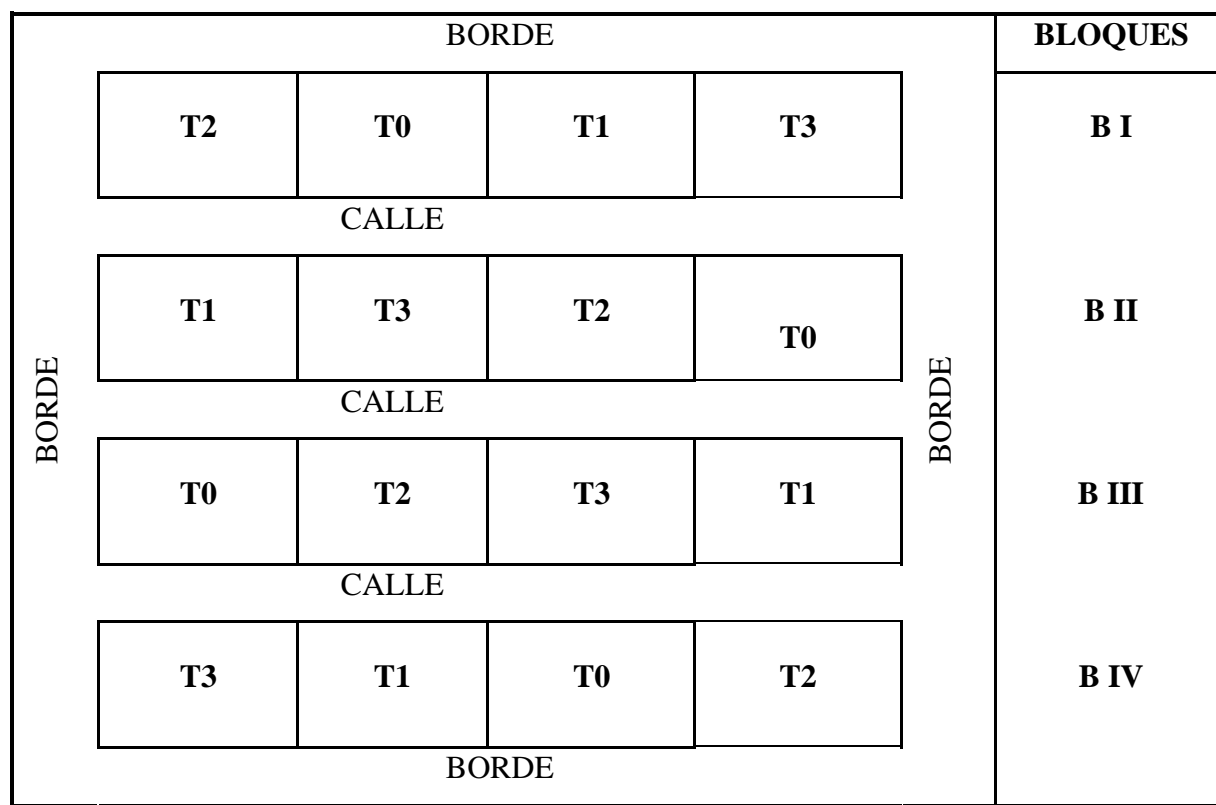 BORDE BLOQUES
T2 T0 T1 T3 B I
CALLE
T1 T3 T2 T0 B II
CALLE
BORDE
BORDE
T0 T2 T3 T1 B III
CALLE
T3 T1 T0 T2 B IV
BORDE